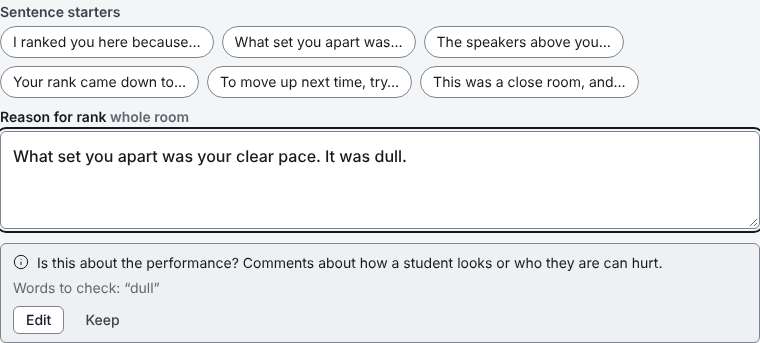 Sentence starters
I ranked you here because...
What set you apart was...
The speakers above you...
Your rank came down to...
To move up next time, try...
This was a close room, and...
Reason for rank whole room
What set you apart was your clear pace. It was dull.
Is this about the performance? Comments about how a student looks or who they are can hurt.
Words to check: “dull”
Edit
Keep